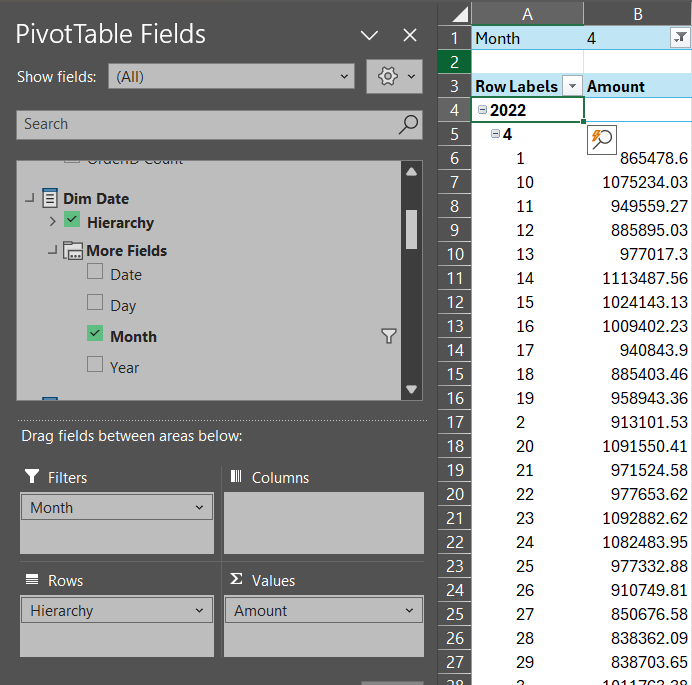 PivotTable Fields
Show fields: (All)
Search
OrderID Count
Dim Date
Hierarchy
More Fields
Date
Day
Month
Year
Drag fields between areas below:
Filters
Month
Columns
Rows
Hierarchy
Values
Amount
A B
1 Month 4
2
3 Row Labels Amount
4 2022
5 4
6 1 865478.6
7 10 1075234.03
8 11 949559.27
9 12 885895.03
10 13 977017.3
11 14 1113487.56
12 15 1024143.13
13 16 1009402.23
14 17 940843.9
15 18 885403.46
16 19 958943.36
17 2 913101.53
18 20 1091550.41
19 21 971524.58
20 22 977653.62
21 23 1092882.62
22 24 1082483.95
23 25 977332.88
24 26 910749.81
25 27 850676.58
26 28 838362.09
27 29 838703.65
28 3 1011763.38